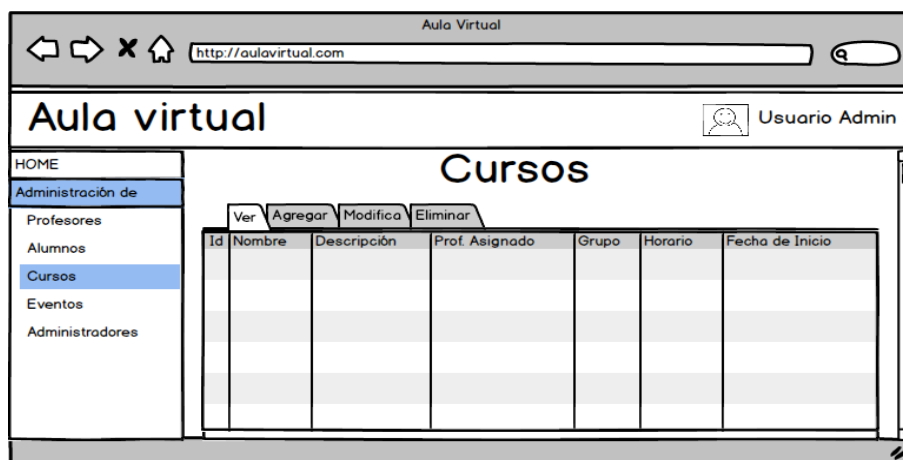 Aula Virtual
http://aulavirtual.com
Aula virtual
Usuario Admin
HOME
Administración de
Profesores
Alumnos
Cursos
Eventos
Administradores
Cursos
Ver Agregar Modifica Eliminar
Id Nombre Descripción Prof. Asignado Grupo Horario Fecha de Inicio